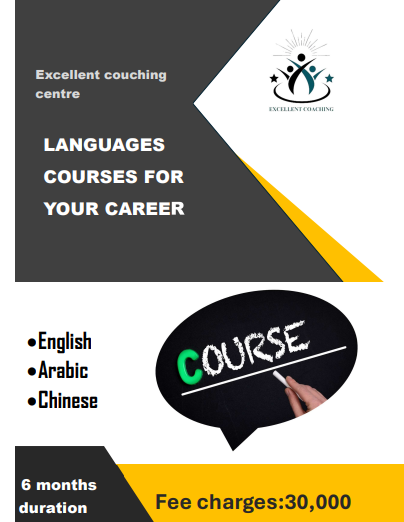 Excellent couching
centre
EXCELLENT COACHING
LANGUAGES
COURSES FOR
YOUR CAREER
•English
•Arabic
•Chinese
COURSE
6 months
duration
Fee charges:30,000